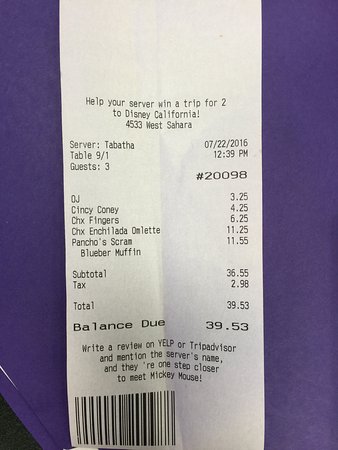 Help your server win a trip for 2
to Disney California!
4533 West Sahara
Server: Tabatha 07/22/2016
Table 9/1 12:39 PM
Guests: 3
#20098
OJ 3.25
Cincy Coney 4.25
Chx Fingers 6.25
Chx Enchilada Omlette 11.25
Pancho's Scram 11.55
Blueber Muffin
Subtotal 36.55
Tax 2.98
Total 39.53
Balance Due 39.53
Write a review on YELP or Tripadvisor
and mention the server's name,
and they 're one step closer
to meet Mickey Mouse!